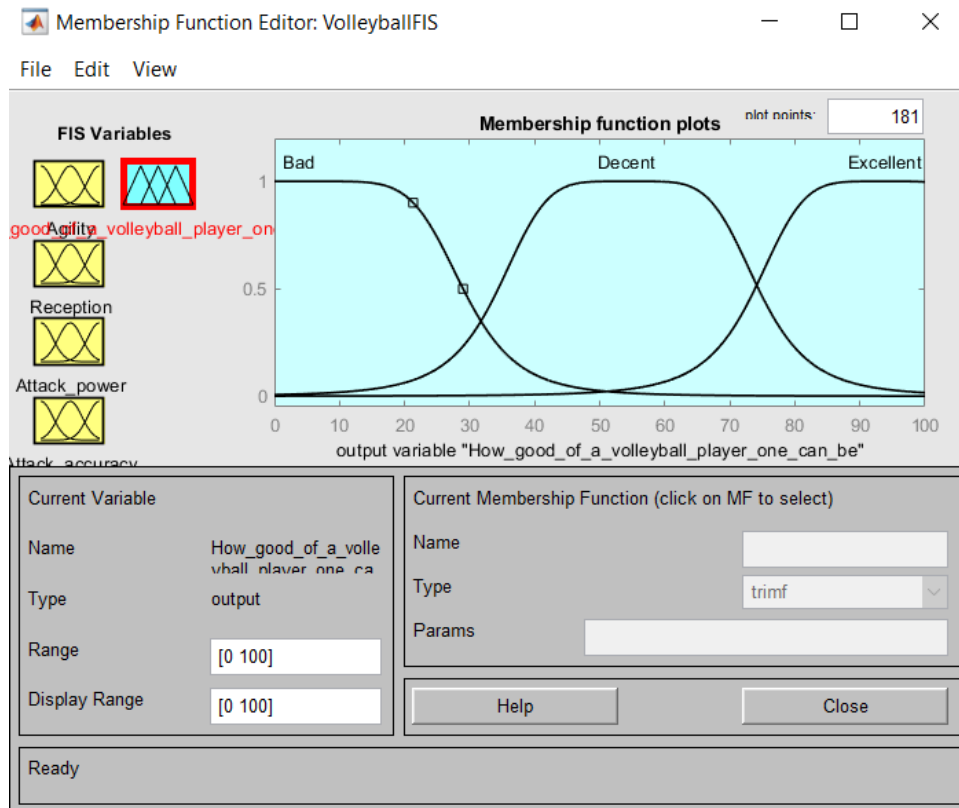 Membership Function Editor: VolleyballFIS
File Edit View
FIS Variables
Membership function plots
plot points:
181
Agility
good_of_a_volleyball_player_on
Reception
Attack_power
Attack_accuracy
Bad
Decent
Excellent
1
0.5
0
0 10 20 30 40 50 60 70 80 90 100
output variable "How_good_of_a_volleyball_player_one_can_be"
Current Variable
Name
How_good_of_a_volle
yball_player_one_ca
Type
output
Range
[0 100]
Display Range
[0 100]
Current Membership Function (click on MF to select)
Name
Type
trimf
Params
Help
Close
Ready